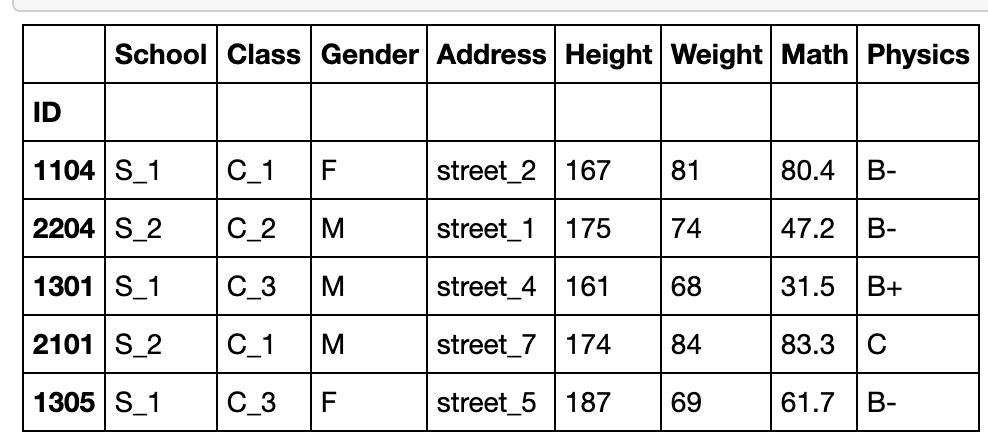 School Class Gender Address Height Weight Math Physics
ID
1104 S_1 C_1 F street_2 167 81 80.4 B-
2204 S_2 C_2 M street_1 175 74 47.2 B-
1301 S_1 C_3 M street_4 161 68 31.5 B+
2101 S_2 C_1 M street_7 174 84 83.3 C
1305 S_1 C_3 F street_5 187 69 61.7 B-